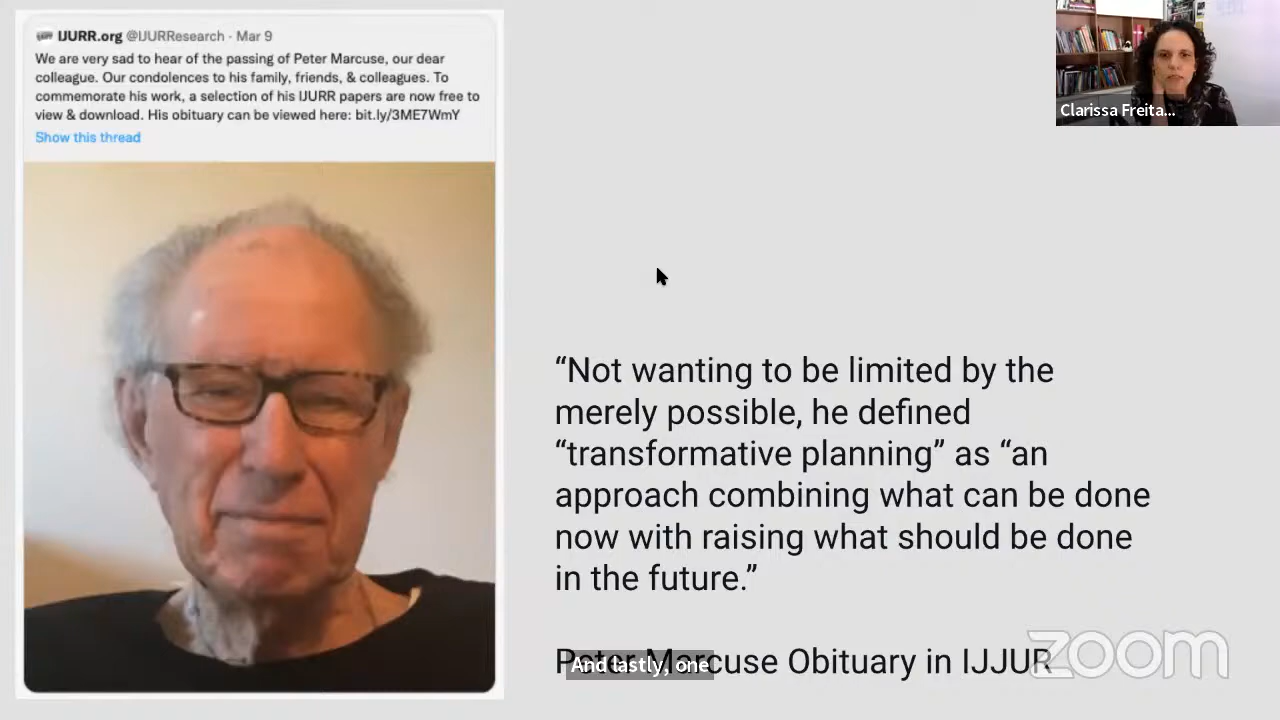 IJURR.org @IJURResearch · Mar 9
We are very sad to hear of the passing of Peter Marcuse, our dear
colleague. Our condolences to his family, friends, & colleagues. To
commemorate his work, a selection of his IJURR papers are now free to
view & download. His obituary can be viewed here: bit.ly/3ME7WmY
Show this thread
Clarissa Freita...
“Not wanting to be limited by the
merely possible, he defined
“transformative planning” as “an
approach combining what can be done
now with raising what should be done
in the future.”
Peter Marcuse Obituary in IJJUR
And lastly, one
zoom